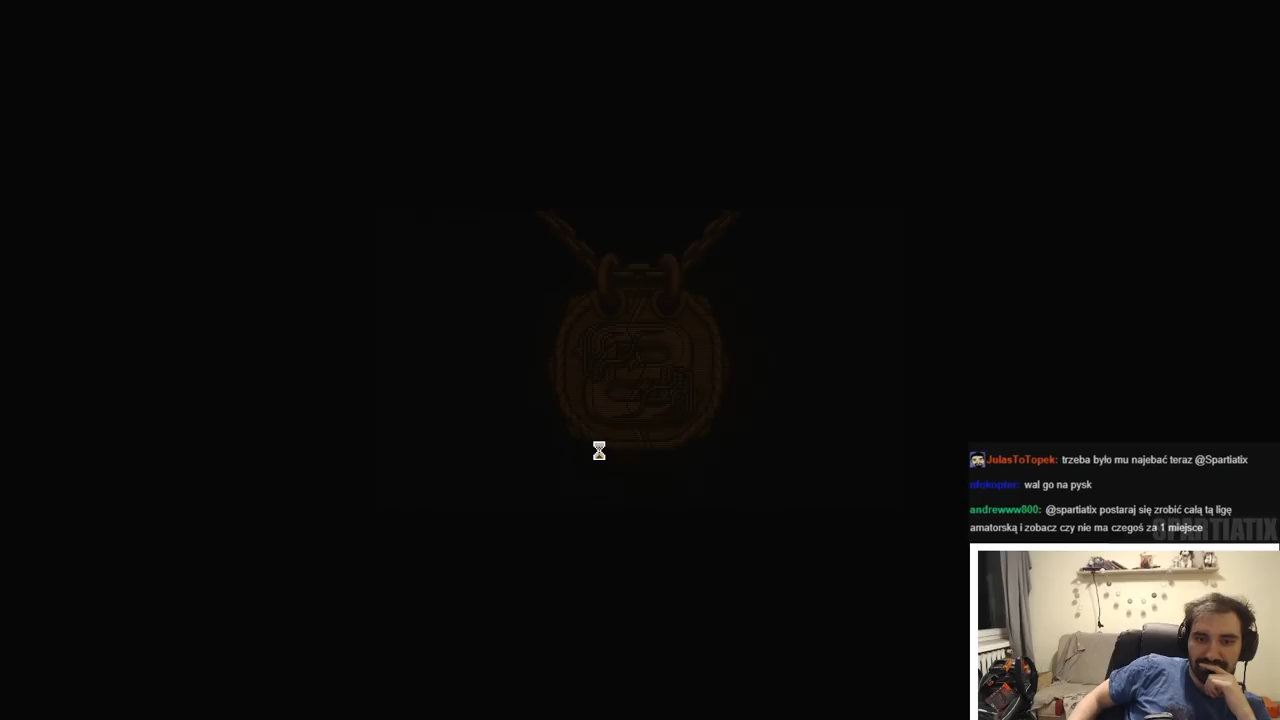 JulasToTopek: trzeba było mu najebać teraz @Spartiatix
wal go na pysk
andrewww800: @spartiatix postaraj się zrobić całą tą ligę
amatorską i zobacz czy nie ma czegoś za 1 miejsce
SPARTIATIX